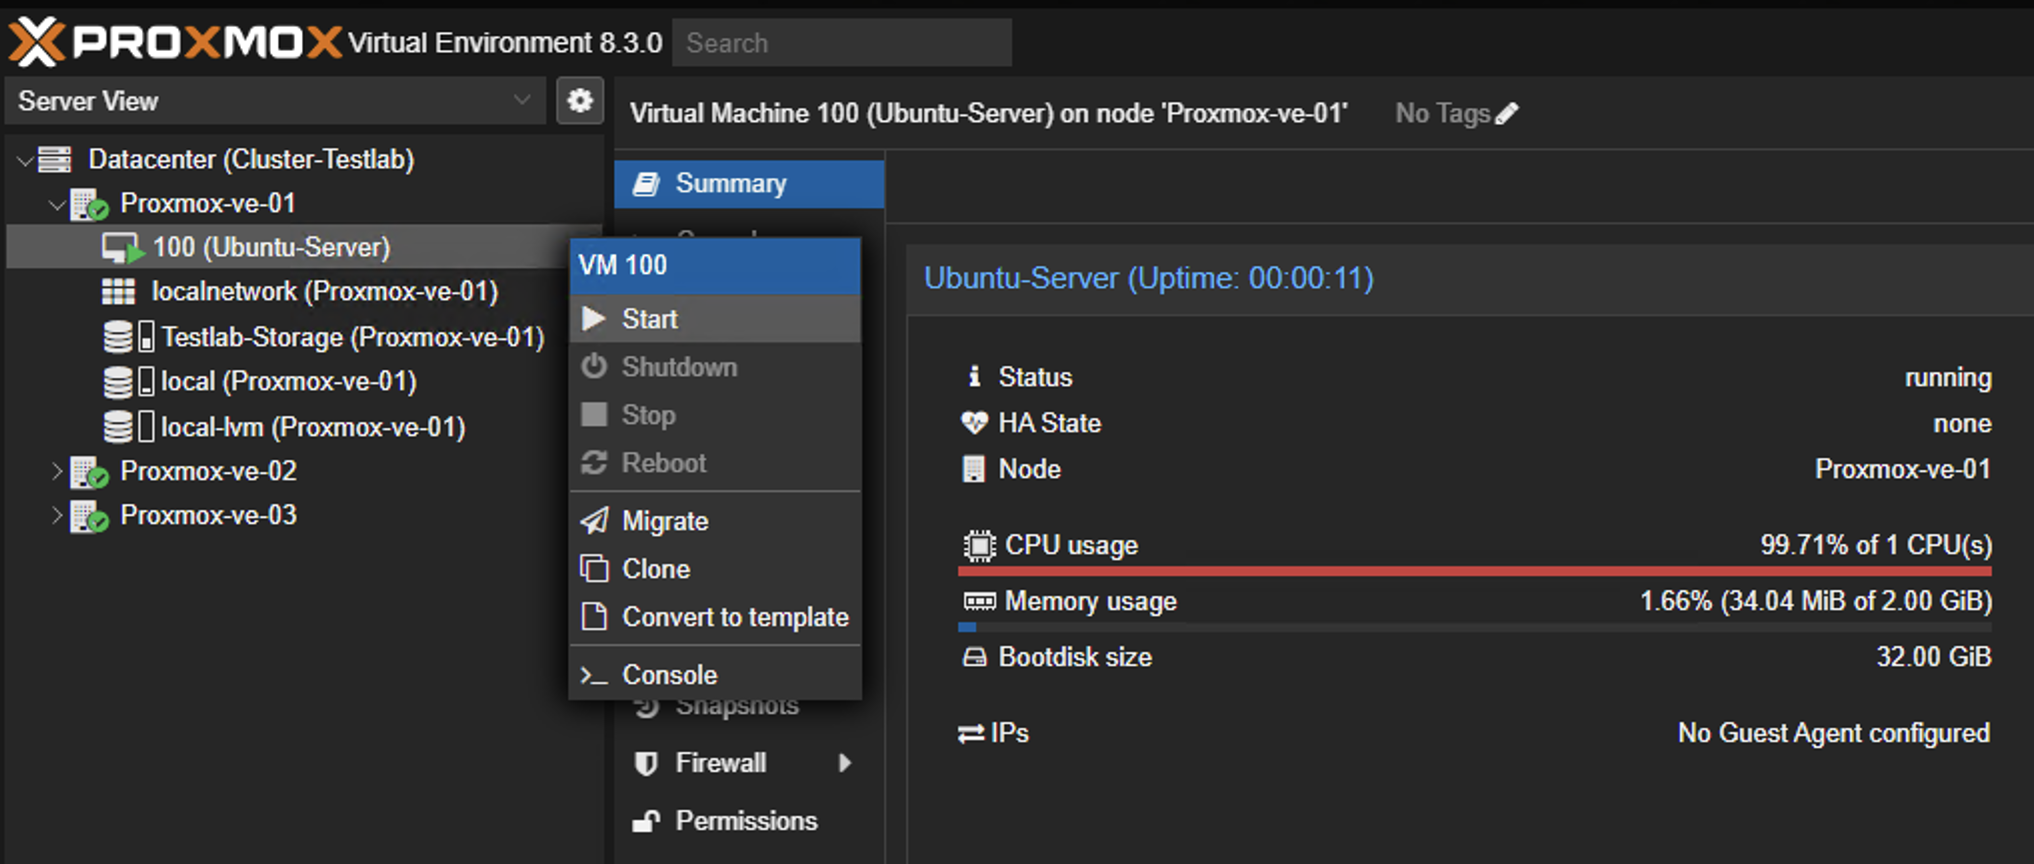 PROXMOX Virtual Environment 8.3.0 Search
Server View
Virtual Machine 100 (Ubuntu-Server) on node 'Proxmox-ve-01' No Tags
Datacenter (Cluster-Testlab)
Proxmox-ve-01
100 (Ubuntu-Server)
localnetwork (Proxmox-ve-01)
Testlab-Storage (Proxmox-ve-01)
local (Proxmox-ve-01)
local-lvm (Proxmox-ve-01)
Proxmox-ve-02
Proxmox-ve-03
Summary
VM 100
Start
Shutdown
Stop
Reboot
Migrate
Clone
Convert to template
Console
Snapshots
Firewall
Permissions
Ubuntu-Server (Uptime: 00:00:11)
Status running
HA State none
Node Proxmox-ve-01
CPU usage 99.71% of 1 CPU(s)
Memory usage 1.66% (34.04 MiB of 2.00 GiB)
Bootdisk size 32.00 GiB
IPs No Guest Agent configured